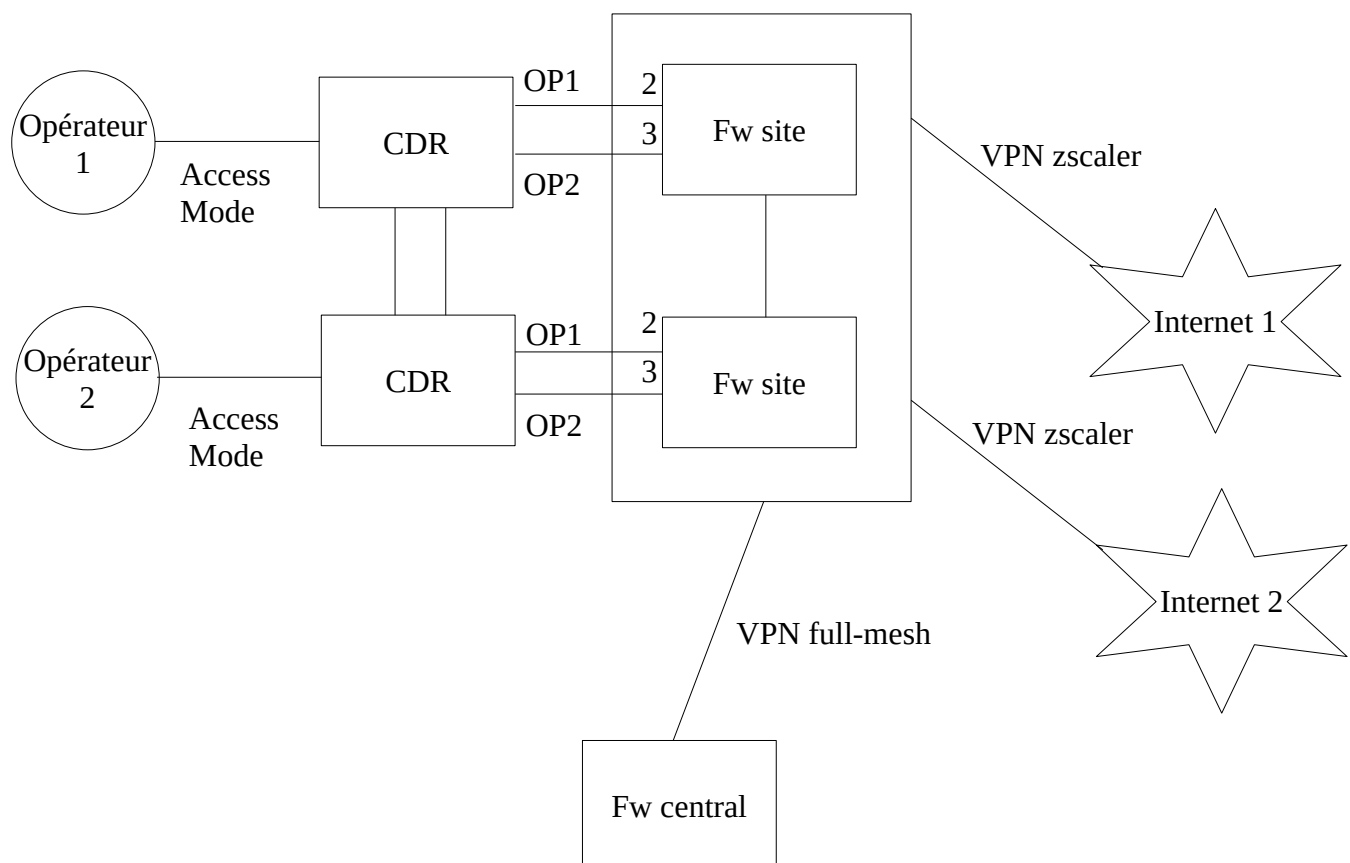 Opérateur
1
Access
Mode
CDR
OP1
OP2
2
3
Fw site
VPN zscaler
Internet 1
Opérateur
2
Access
Mode
CDR
OP1
OP2
2
3
Fw site
VPN zscaler
Internet 2
VPN full-mesh
Fw central